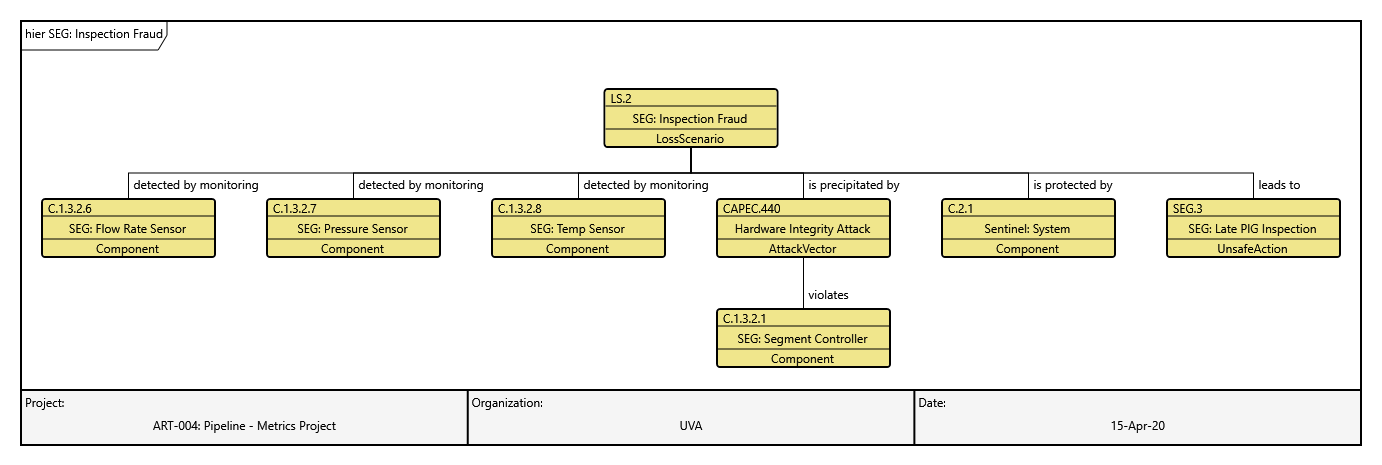 hier SEG: Inspection Fraud
LS.2
SEG: Inspection Fraud
LossScenario
detected by monitoring
detected by monitoring
detected by monitoring
is precipitated by
is protected by
leads to
C.1.3.2.6
SEG: Flow Rate Sensor
Component
C.1.3.2.7
SEG: Pressure Sensor
Component
C.1.3.2.8
SEG: Temp Sensor
Component
CAPEC.440
Hardware Integrity Attack
AttackVector
C.2.1
Sentinel: System
Component
SEG.3
SEG: Late PIG Inspection
UnsafeAction
violates
C.1.3.2.1
SEG: Segment Controller
Component
Project:
ART-004: Pipeline - Metrics Project
Organization:
UVA
Date:
15-Apr-20